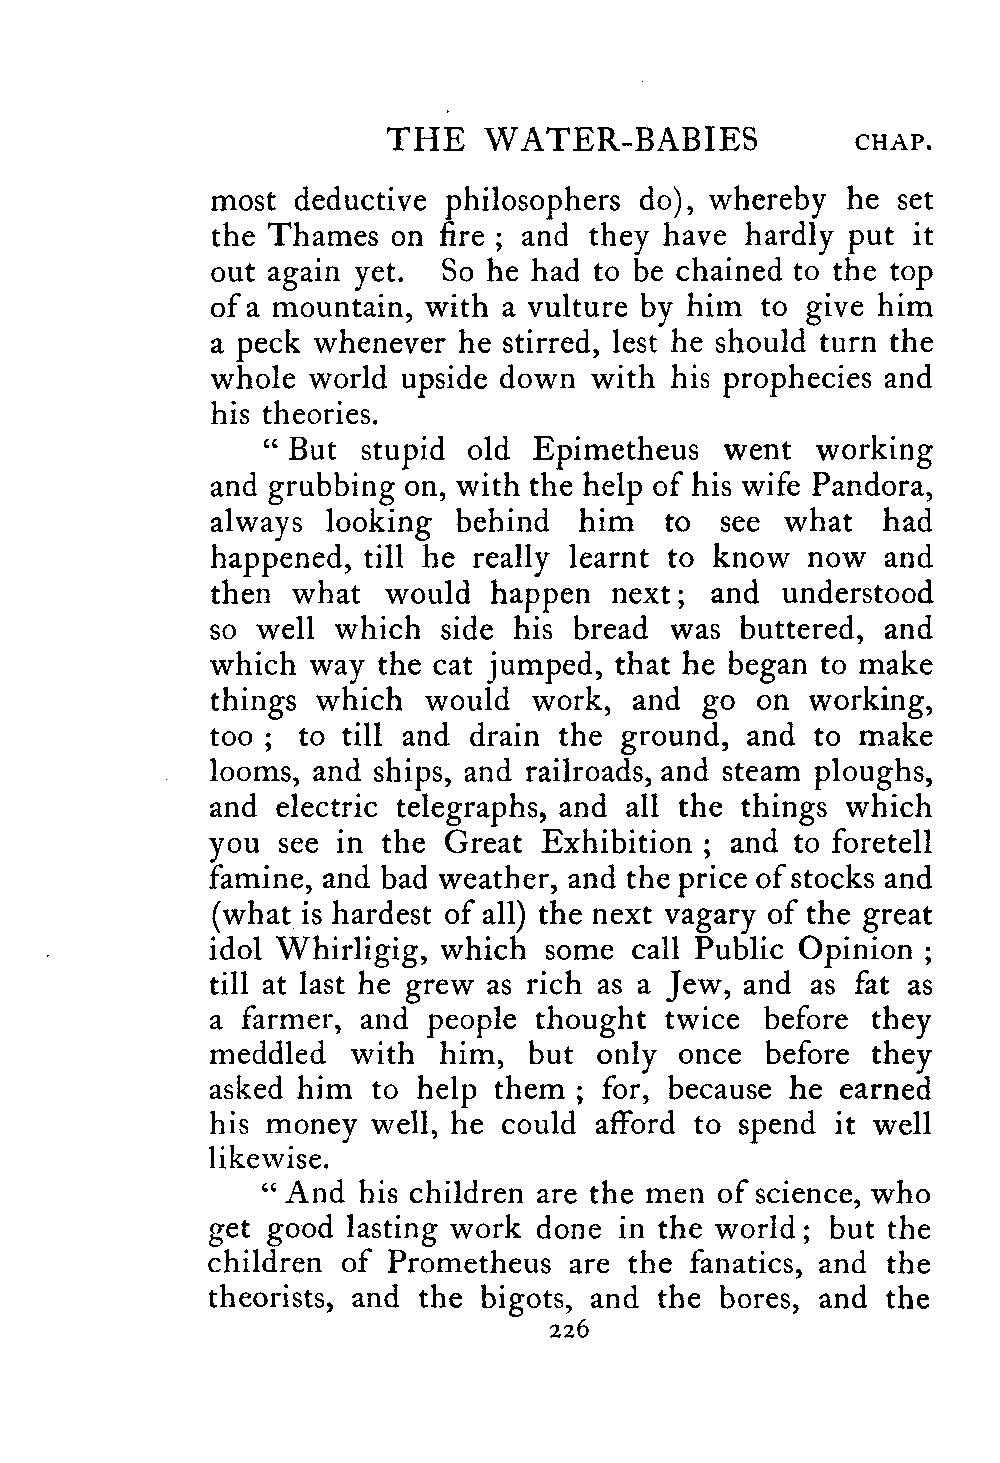 THE WATER-BABIES CHAP.
most deductive philosophers do), whereby he set
the Thames on fire ; and they have hardly put it
out again yet. So he had to be chained to the top
of a mountain, with a vulture by him to give him
a peck whenever he stirred, lest he should turn the
whole world upside down with his prophecies and
his theories.
“ But stupid old Epimetheus went working
and grubbing on, with the help of his wife Pandora,
always looking behind him to see what had
happened, till he really learnt to know now and
then what would happen next ; and understood
so well which side his bread was buttered, and
which way the cat jumped, that he began to make
things which would work, and go on working,
too ; to till and drain the ground, and to make
looms, and ships, and railroads, and steam ploughs,
and electric telegraphs, and all the things which
you see in the Great Exhibition ; and to foretell
famine, and bad weather, and the price of stocks and
(what is hardest of all) the next vagary of the great
idol Whirligig, which some call Public Opinion ;
till at last he grew as rich as a Jew, and as fat as
a farmer, and people thought twice before they
meddled with him, but only once before they
asked him to help them ; for, because he earned
his money well, he could afford to spend it well
likewise.
“ And his children are the men of science, who
get good lasting work done in the world ; but the
children of Prometheus are the fanatics, and the
theorists, and the bigots, and the bores, and the
226